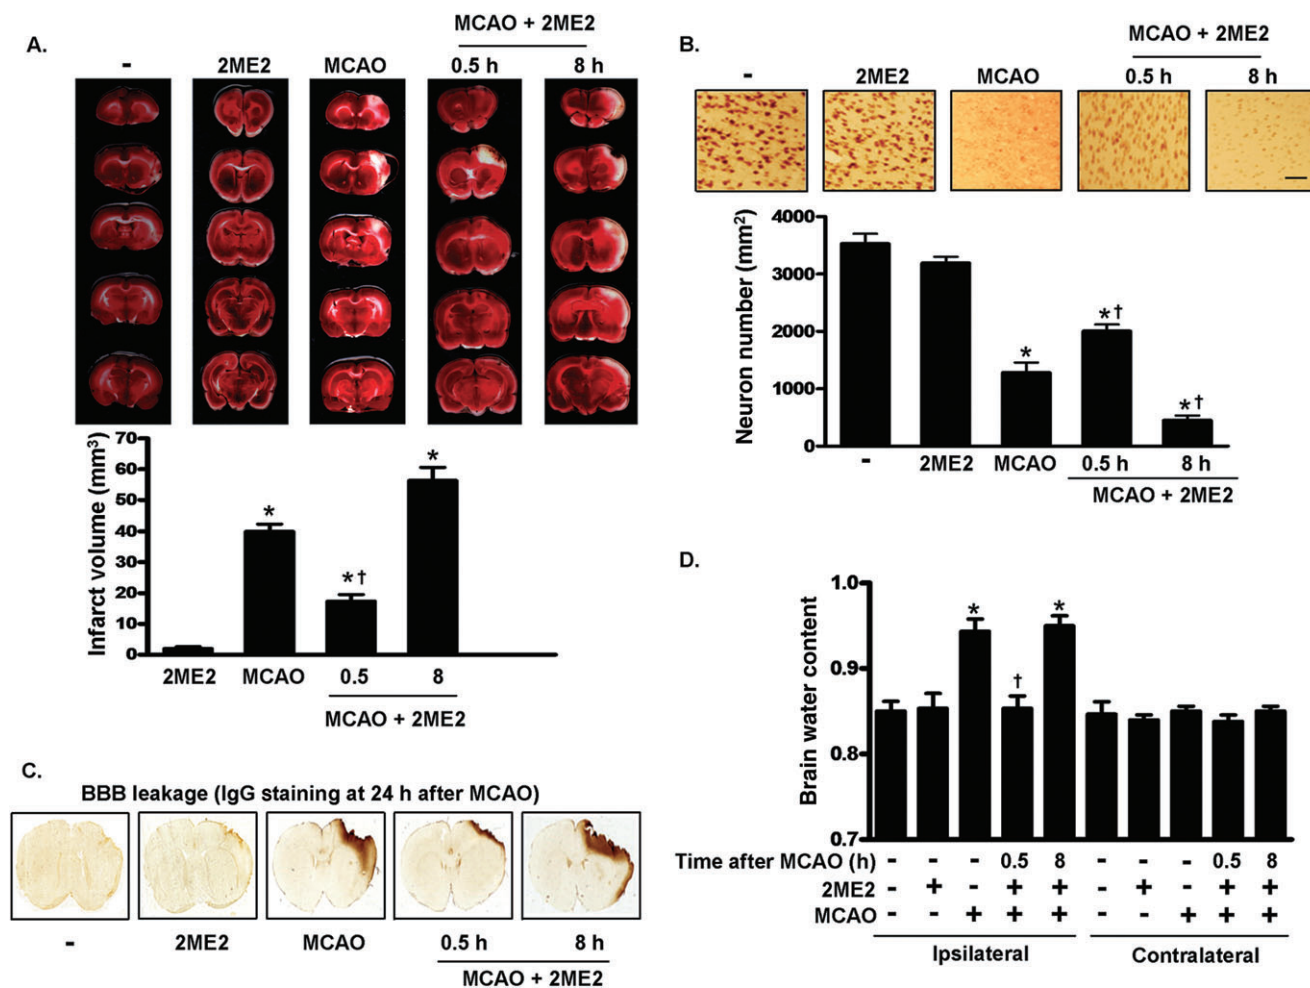 A.
MCAO + 2ME2
- 2ME2 MCAO 0.5 h 8 h
Infarct volume (mm³)
70
60
50
40
30
20
10
0
*
*
*†
*
2ME2 MCAO 0.5 8
MCAO + 2ME2
B.
MCAO + 2ME2
- 2ME2 MCAO 0.5 h 8 h
Neuron number (mm²)
4000
3000
2000
1000
0
*
*†
*†
- 2ME2 MCAO 0.5 h 8 h
MCAO + 2ME2
C.
BBB leakage (IgG staining at 24 h after MCAO)
- 2ME2 MCAO 0.5 h 8 h
MCAO + 2ME2
D.
Brain water content
1.0
0.9
0.8
0.7
*
†
*
Time after MCAO (h) - - - 0.5 8 - - - 0.5 8
2ME2 - + - + + - + - + +
MCAO - - + + + - - + + +
Ipsilateral Contralateral